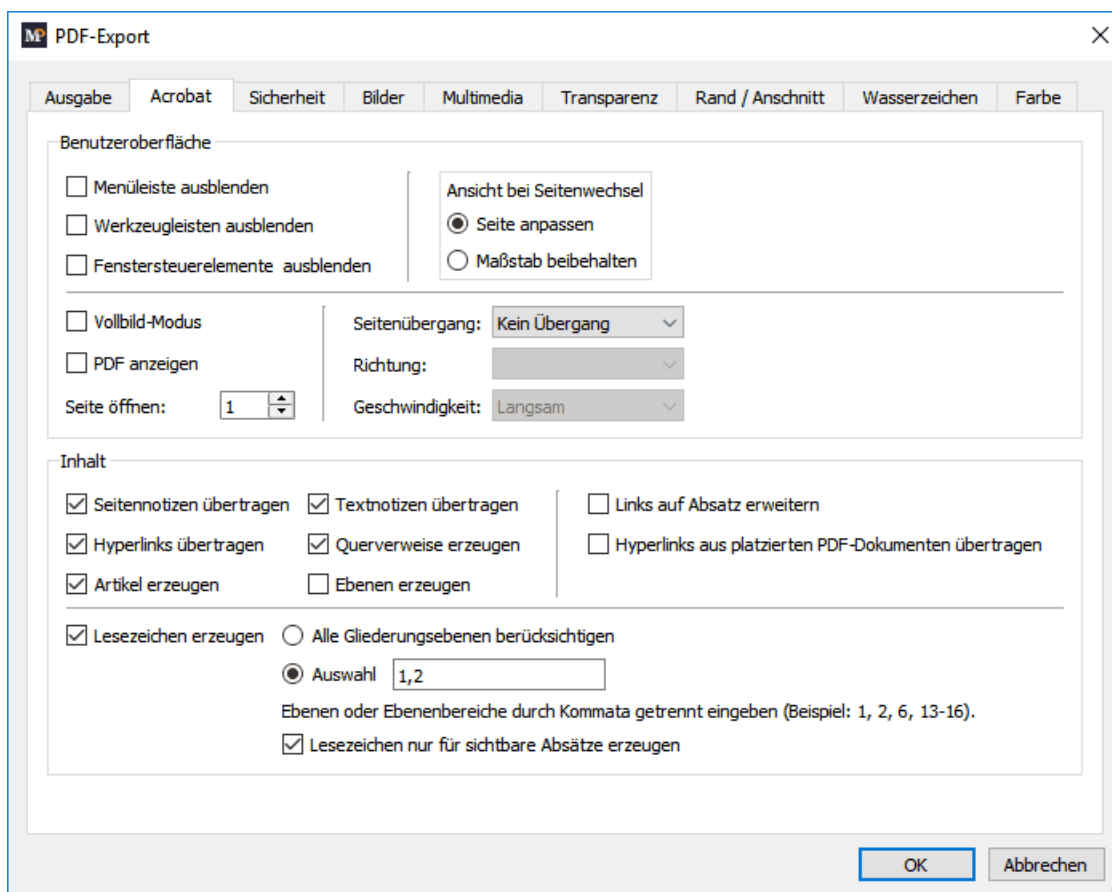 MP PDF-Export
Ausgabe Acrobat Sicherheit Bilder Multimedia Transparenz Rand / Anschnitt Wasserzeichen Farbe
Benutzeroberfläche
Menüleiste ausblenden
Werkzeugleisten ausblenden
Fenstersteuerelemente ausblenden
Ansicht bei Seitenwechsel
Seite anpassen
Maßstab beibehalten
Vollbild-Modus
PDF anzeigen
Seite öffnen: 1
Seitenübergang: Kein Übergang
Richtung:
Geschwindigkeit: Langsam
Inhalt
Seitennotizen übertragen Textnotizen übertragen Links auf Absatz erweitern
Hyperlinks übertragen Querverweise erzeugen Hyperlinks aus platzierten PDF-Dokumenten übertragen
Artikel erzeugen Ebenen erzeugen
Lesezeichen erzeugen Alle Gliederungsebenen berücksichtigen
Auswahl 1,2
Ebenen oder Ebenenbereiche durch Kommata getrennt eingeben (Beispiel: 1, 2, 6, 13-16).
Lesezeichen nur für sichtbare Absätze erzeugen
OK Abbrechen